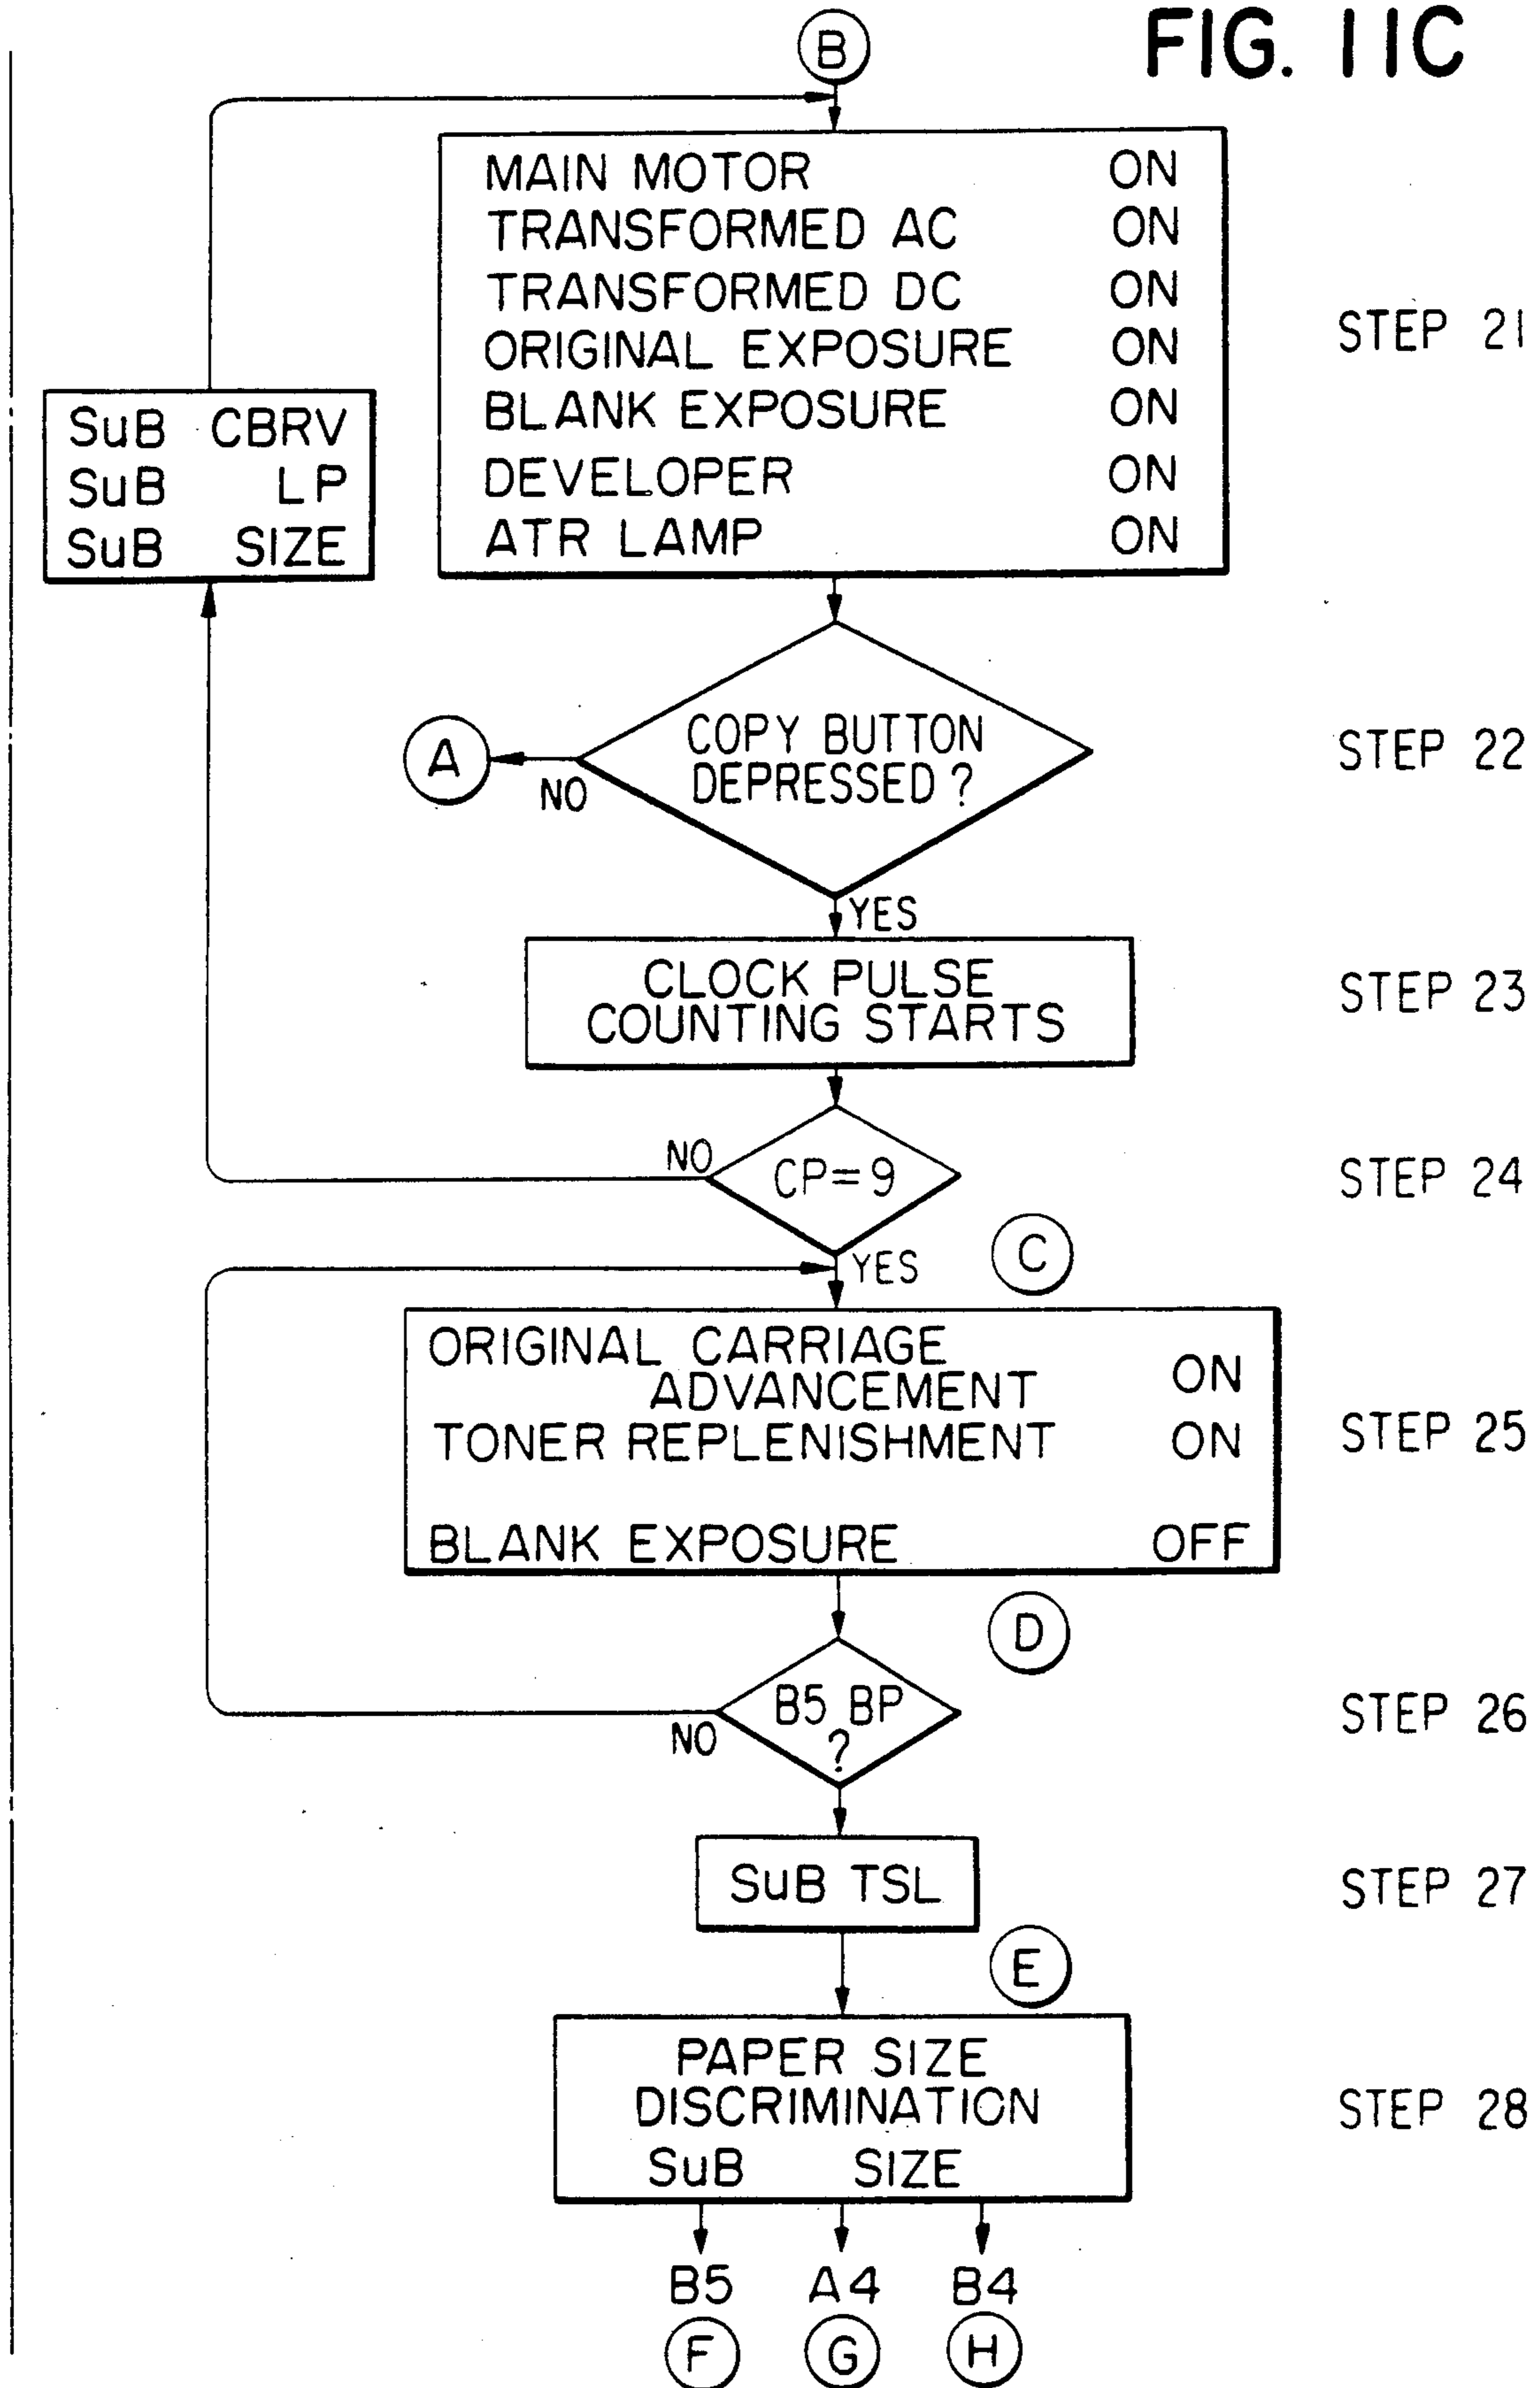 FIG. 11C
B
MAIN MOTOR ON
TRANSFORMED AC ON
TRANSFORMED DC ON
ORIGINAL EXPOSURE ON
BLANK EXPOSURE ON
DEVELOPER ON
ATR LAMP ON
STEP 21
SuB CBRV
SuB LP
SuB SIZE
COPY BUTTON
DEPRESSED ?
STEP 22
A
NO
YES
CLOCK PULSE
COUNTING STARTS
STEP 23
NO
CP=9
STEP 24
YES
C
ORIGINAL CARRIAGE
ADVANCEMENT ON
TONER REPLENISHMENT ON
BLANK EXPOSURE OFF
STEP 25
D
B5 BP
?
NO
STEP 26
SuB TSL
STEP 27
E
PAPER SIZE
DISCRIMINATION
SuB SIZE
STEP 28
B5 A4 B4
F G H